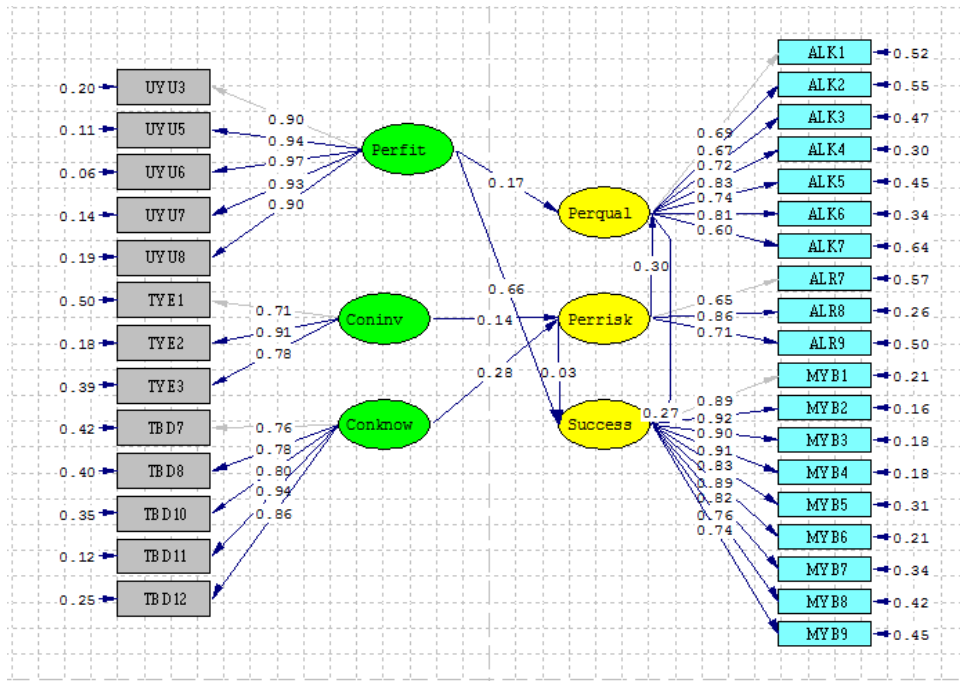 0.20 UYU3
0.11 UYU5
0.06 UYU6
0.14 UYU7
0.19 UYU8
0.50 TYE1
0.18 TYE2
0.39 TYE3
0.42 TBD7
0.40 TBD8
0.35 TBD10
0.12 TBD11
0.25 TBD12
0.90
0.94
0.97
0.93
0.90
0.71
0.91
0.78
0.76
0.78
0.80
0.94
0.86
Perfit
Coninv
Conknow
0.17
0.66
0.14
0.28
0.30
0.03
0.27
Perqual
Perrisk
Success
0.69
0.67
0.72
0.83
0.74
0.81
0.60
0.65
0.86
0.71
0.89
0.92
0.90
0.91
0.83
0.89
0.82
0.76
0.74
ALK1 0.52
ALK2 0.55
ALK3 0.47
ALK4 0.30
ALK5 0.45
ALK6 0.34
ALK7 0.64
ALR7 0.57
ALR8 0.26
ALR9 0.50
MYB1 0.21
MYB2 0.16
MYB3 0.18
MYB4 0.18
MYB5 0.31
MYB6 0.21
MYB7 0.34
MYB8 0.42
MYB9 0.45